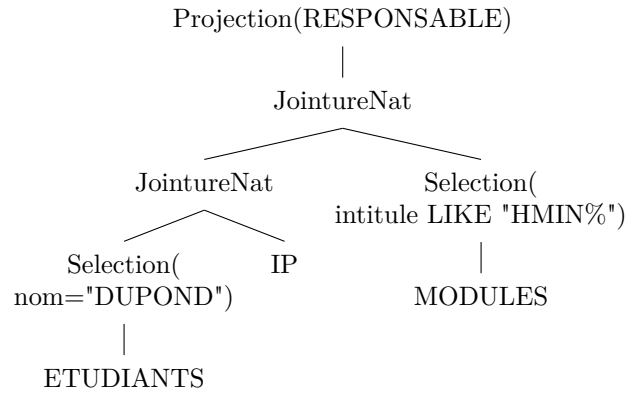 Projection(RESPONSABLE)
JointureNat
JointureNat
Selection(
intitule LIKE "HMIN%")
Selection(
nom="DUPOND")
IP
MODULES
ETUDIANTS